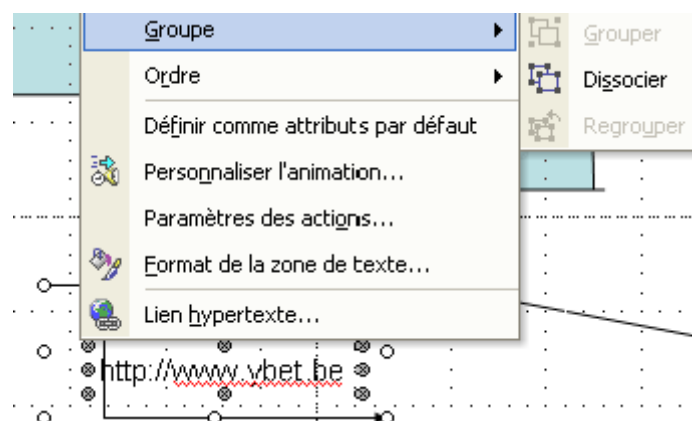 Groupe
Grouper
Ordre
Dissocier
Définir comme attributs par défaut
Regrouper
Personnaliser l'animation...
Paramètres des actions...
Format de la zone de texte...
Lien hypertexte...
http://www.ybet.be